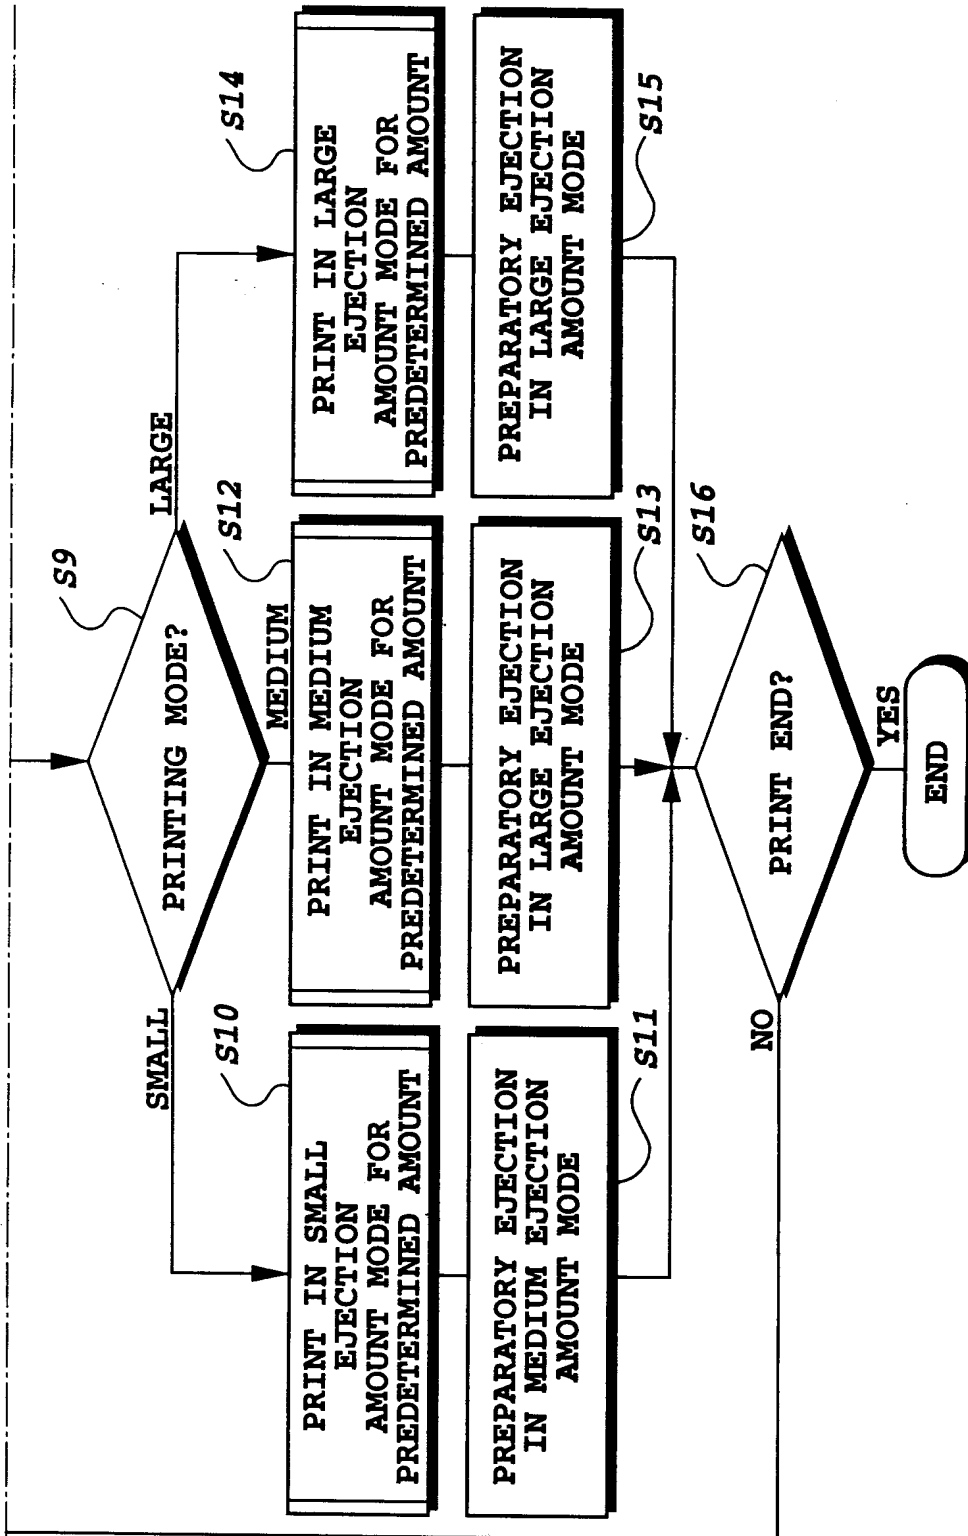 S9
PRINTING MODE?
SMALL
MEDIUM
LARGE
S10
PRINT IN SMALL
EJECTION
AMOUNT MODE FOR
PREDETERMINED AMOUNT
S12
PRINT IN MEDIUM
EJECTION
AMOUNT MODE FOR
PREDETERMINED AMOUNT
S14
PRINT IN LARGE
EJECTION
AMOUNT MODE FOR
PREDETERMINED AMOUNT
PREPARATORY EJECTION
IN MEDIUM EJECTION
AMOUNT MODE
S11
PREPARATORY EJECTION
IN LARGE EJECTION
AMOUNT MODE
S13
PREPARATORY EJECTION
IN LARGE EJECTION
AMOUNT MODE
S15
S16
PRINT END?
NO
YES
END